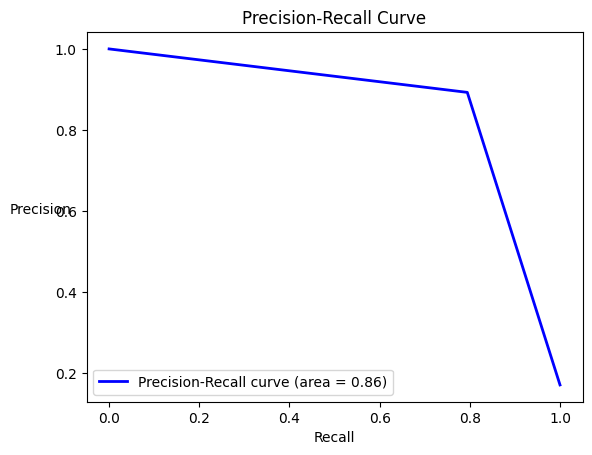 Precision-Recall Curve
1.0
0.8
Precision
0.6
0.4
0.2
Precision-Recall curve (area = 0.86)
0.0 0.2 0.4 0.6 0.8 1.0
Recall